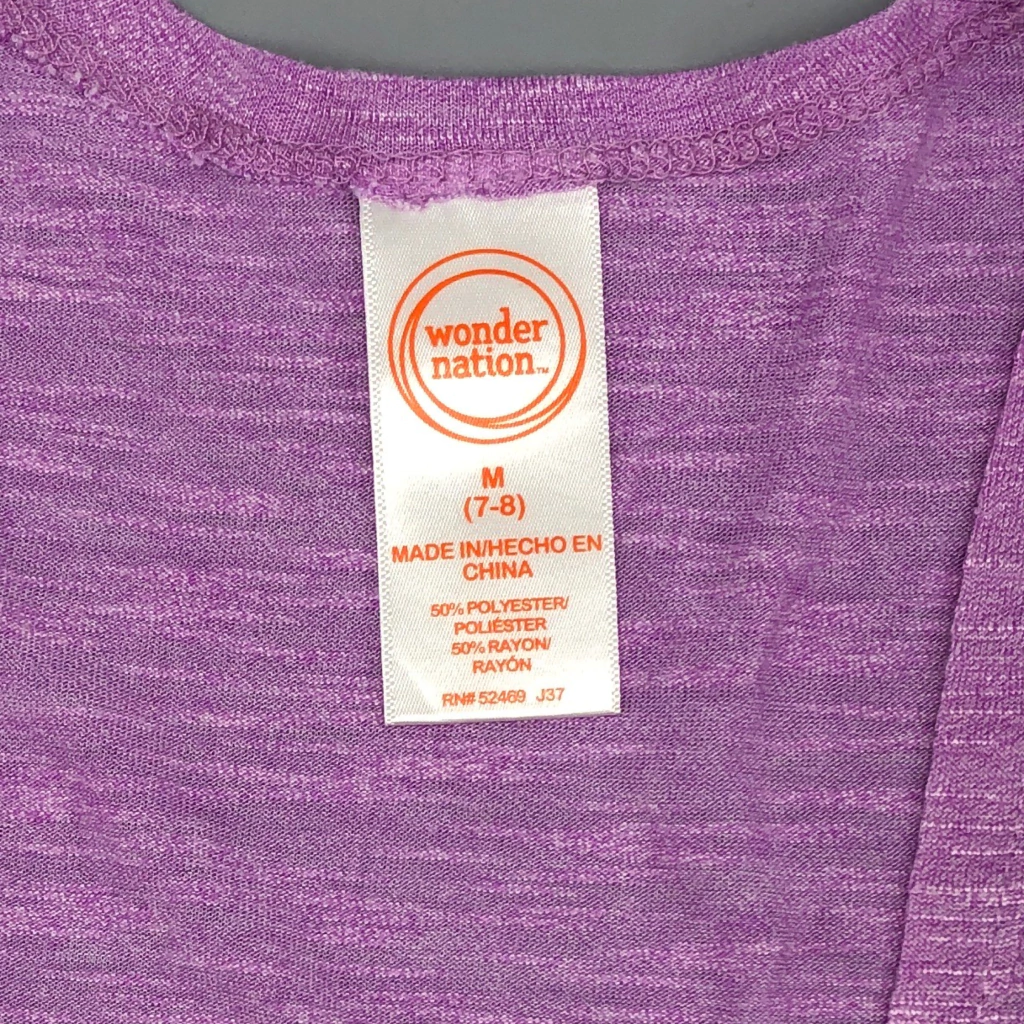 wonder
nation™
M
(7-8)
MADE IN/HECHO EN
CHINA
50% POLYESTER/
POLIÉSTER
50% RAYON/
RAYÓN
RN# 52469 J37